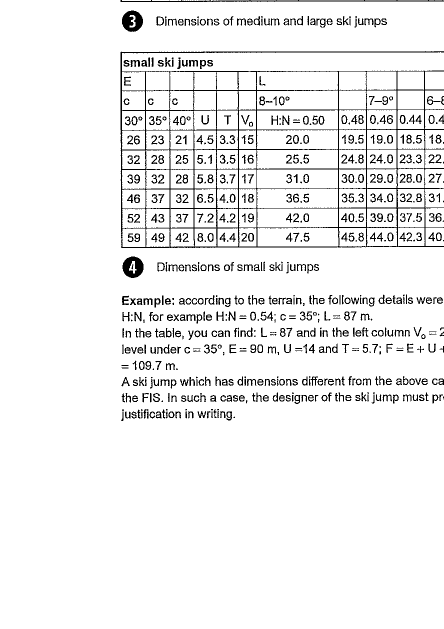 3 Dimensions of medium and large ski jumps
small ski jumps
E L
c c c 8–10° 7–9°
30° 35° 40° U T Vo H:N = 0.50 0.48 0.46 0.44
26 23 21 4.5 3.3 15 20.0 19.5 19.0 18.5 18.
32 28 25 5.1 3.5 16 25.5 24.8 24.0 23.3 22.
39 32 28 5.8 3.7 17 31.0 30.0 29.0 28.0 27.
46 37 32 6.5 4.0 18 36.5 35.3 34.0 32.8 31.
52 43 37 7.2 4.2 19 42.0 40.5 39.0 37.5 36.
59 49 42 8.0 4.4 20 47.5 45.8 44.0 42.3 40.
4 Dimensions of small ski jumps
Example: according to the terrain, the following details were
H:N, for example H:N = 0.54; c = 35°; L = 87 m.
In the table, you can find: L = 87 and in the left column Vo = 2
level under c = 35°, E = 90 m, U =14 and T = 5.7; F = E + U +
= 109.7 m.
A ski jump which has dimensions different from the above ca
the FIS. In such a case, the designer of the ski jump must pr
justification in writing.